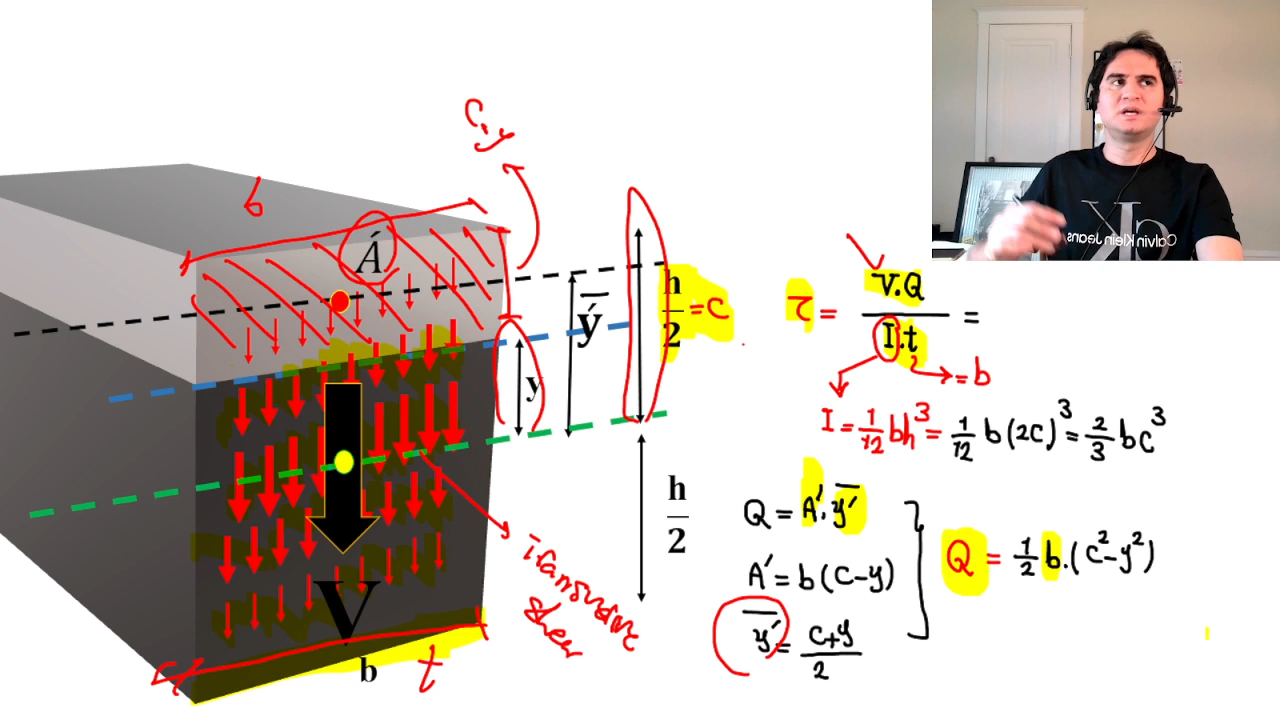 C-y
b
Á
h/2 = C
ȳ́
y
h/2
V
b
t
transverse
shear
τ = V.Q / I.t =
= b
I = 1/12 bh³ = 1/12 b(2C)³ = 2/3 bC³
Q = A'. y̅'
A' = b(C-y)
y̅' = C+y / 2
Q = 1/2 b.(C²-y²)
CK
Calvin Klein Jeans